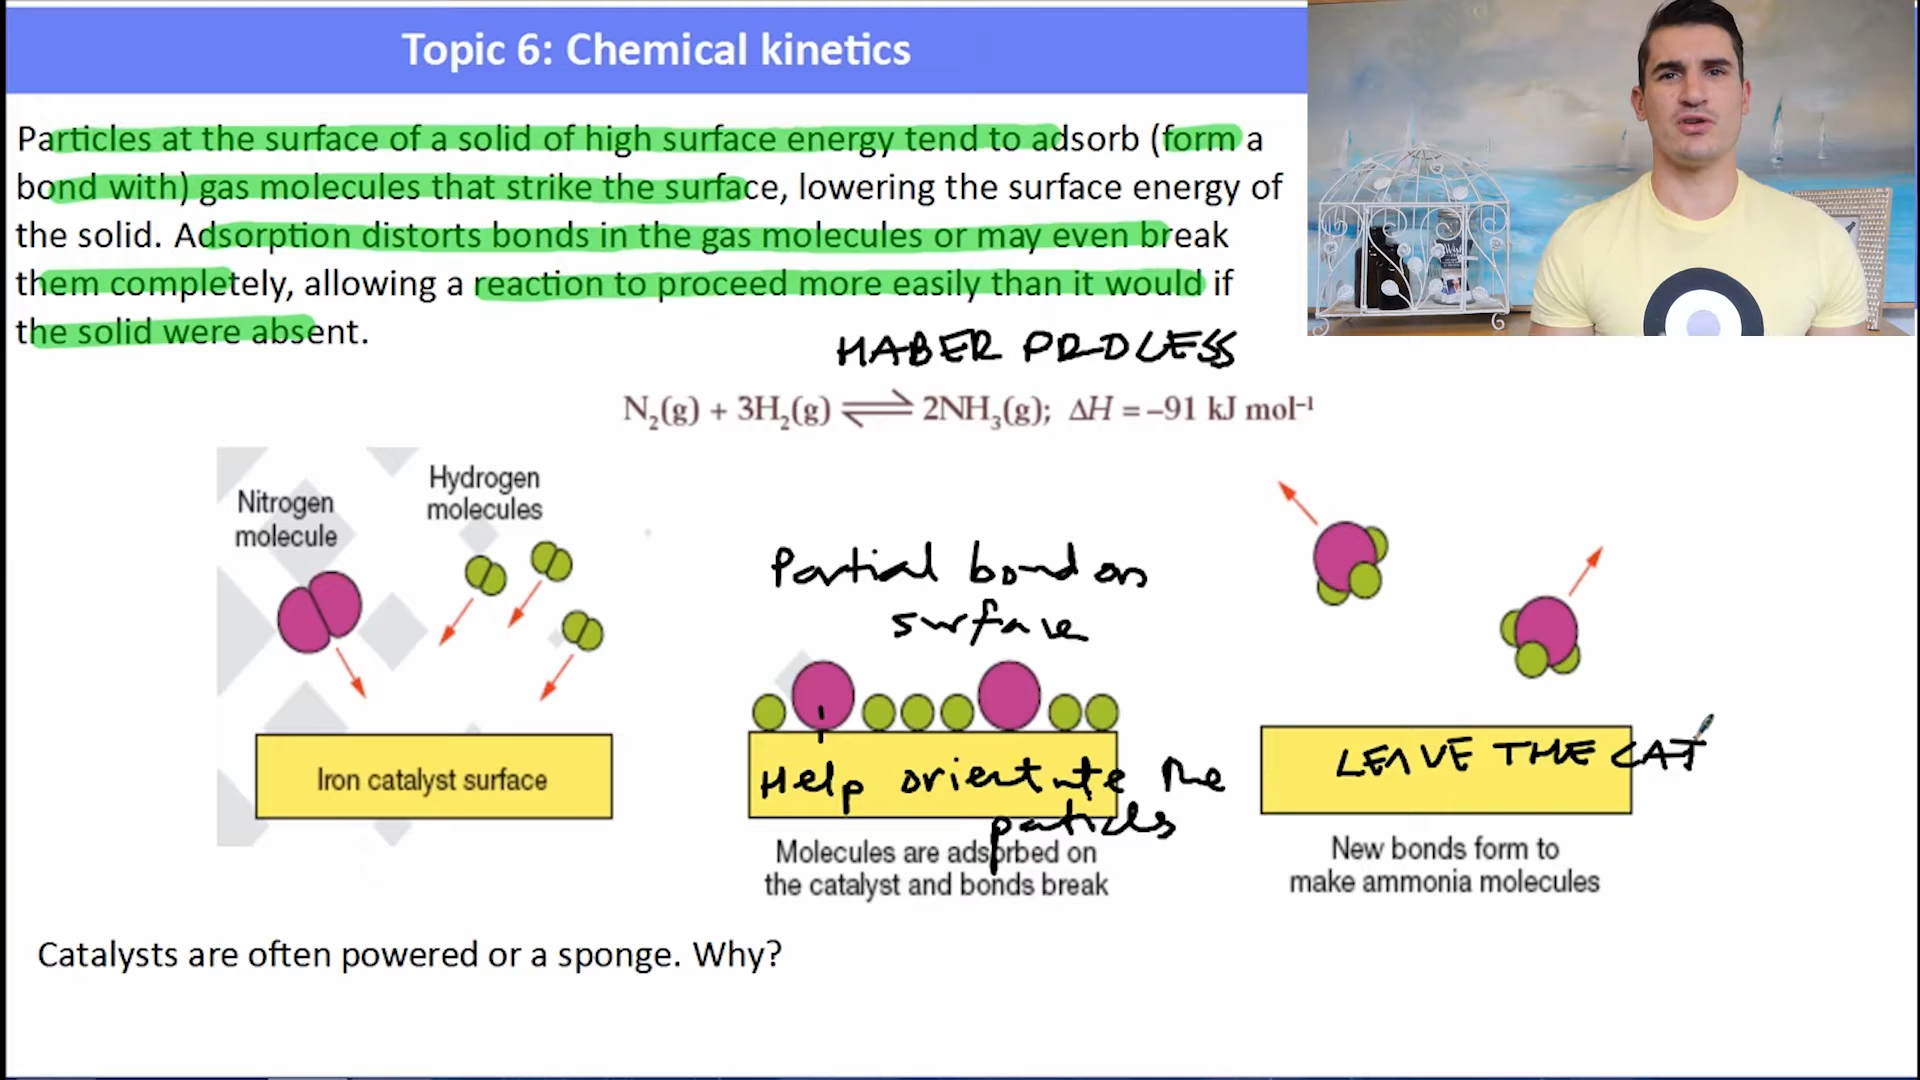 Topic 6: Chemical kinetics
Particles at the surface of a solid of high surface energy tend to adsorb (form a
bond with) gas molecules that strike the surface, lowering the surface energy of
the solid. Adsorption distorts bonds in the gas molecules or may even break
them completely, allowing a reaction to proceed more easily than it would if
the solid were absent.
HABER PROCESS
N₂(g) + 3H₂(g) ⇌ 2NH₃(g); ΔH = –91 kJ mol⁻¹
Nitrogen
molecule
Hydrogen
molecules
Iron catalyst surface
Partial bond on
surface
Help orientate the
particls
Molecules are adsorbed on
the catalyst and bonds break
LEAVE THE CAT
New bonds form to
make ammonia molecules
Catalysts are often powered or a sponge. Why?